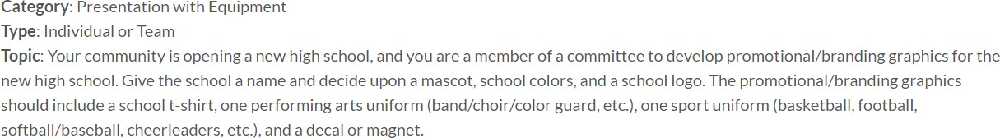 Category: Presentation with Equipment
Type: Individual or Team
Topic: Your community is opening a new high school, and you are a member of a committee to develop promotional/branding graphics for the
new high school. Give the school a name and decide upon a mascot, school colors, and a school logo. The promotional/branding graphics
should include a school t-shirt, one performing arts uniform (band/choir/color guard, etc.), one sport uniform (basketball, football,
softball/baseball, cheerleaders, etc.), and a decal or magnet.